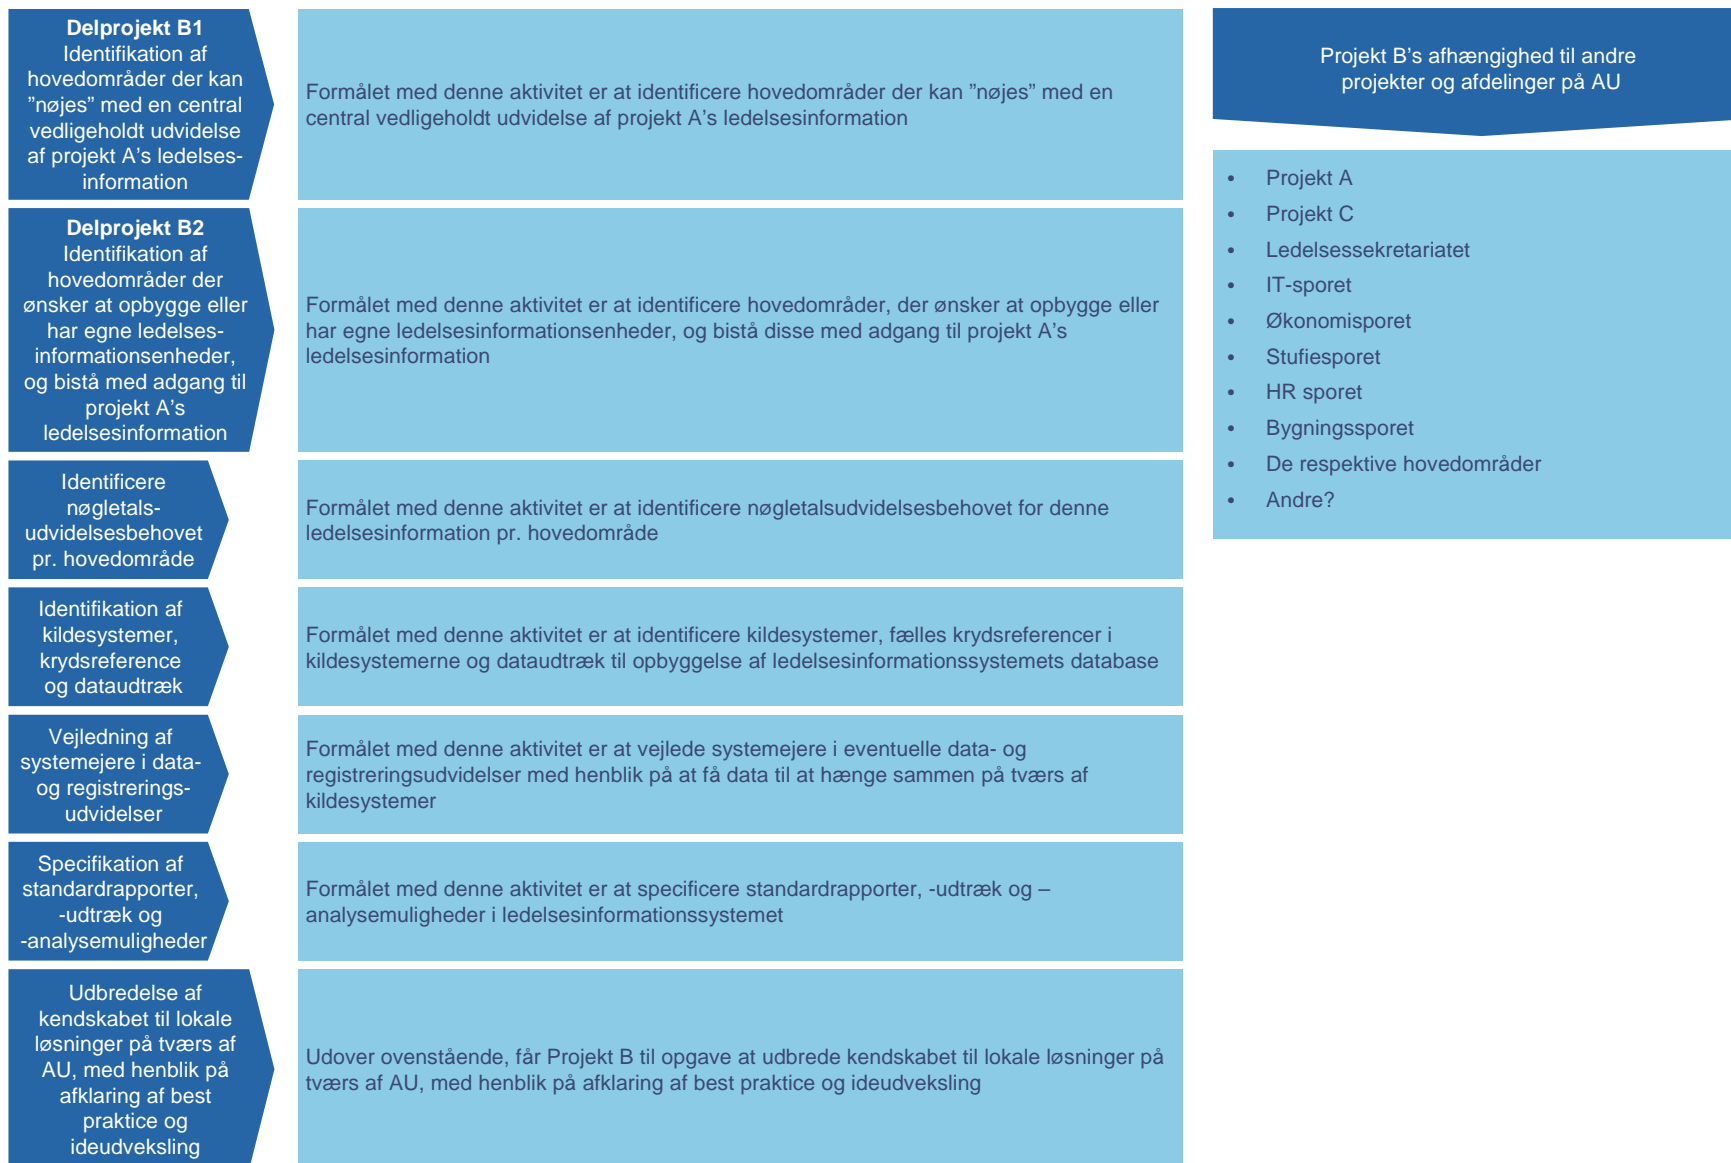 Delprojekt B1
Identifikation af
hovedområder der kan
”nøjes” med en central
vedligeholdt udvidelse
af projekt A’s ledelses-
information
Formålet med denne aktivitet er at identificere hovedområder der kan ”nøjes” med en
central vedligeholdt udvidelse af projekt A’s ledelsesinformation
Delprojekt B2
Identifikation af
hovedområder der
ønsker at opbygge eller
har egne ledelses-
informationsenheder,
og bistå med adgang til
projekt A’s
ledelsesinformation
Formålet med denne aktivitet er at identificere hovedområder, der ønsker at opbygge eller
har egne ledelsesinformationsenheder, og bistå disse med adgang til projekt A’s
ledelsesinformation
Identificere
nøgletals-
udvidelsesbehovet
pr. hovedområde
Formålet med denne aktivitet er at identificere nøgletalsudvidelsesbehovet for denne
ledelsesinformation pr. hovedområde
Identifikation af
kildesystemer,
krydsreference
og dataudtræk
Formålet med denne aktivitet er at identificere kildesystemer, fælles krydsreferencer i
kildesystemerne og dataudtræk til opbyggelse af ledelsesinformationssystemets database
Vejledning af
systemejere i data-
og registrerings-
udvidelser
Formålet med denne aktivitet er at vejlede systemejere i eventuelle data- og
registreringsudvidelser med henblik på at få data til at hænge sammen på tværs af
kildesystemer
Specifikation af
standardrapporter,
-udtræk og
-analysemuligheder
Formålet med denne aktivitet er at specificere standardrapporter, -udtræk og –
analysemuligheder i ledelsesinformationssystemet
Udbredelse af
kendskabet til lokale
løsninger på tværs af
AU, med henblik på
afklaring af best
praktice og
ideudveksling
Udover ovenstående, får Projekt B til opgave at udbrede kendskabet til lokale løsninger på
tværs af AU, med henblik på afklaring af best praktice og ideudveksling
Projekt B’s afhængighed til andre
projekter og afdelinger på AU
• Projekt A
• Projekt C
• Ledelsessekretariatet
• IT-sporet
• Økonomisporet
• Stufiesporet
• HR sporet
• Bygningssporet
• De respektive hovedområder
• Andre?